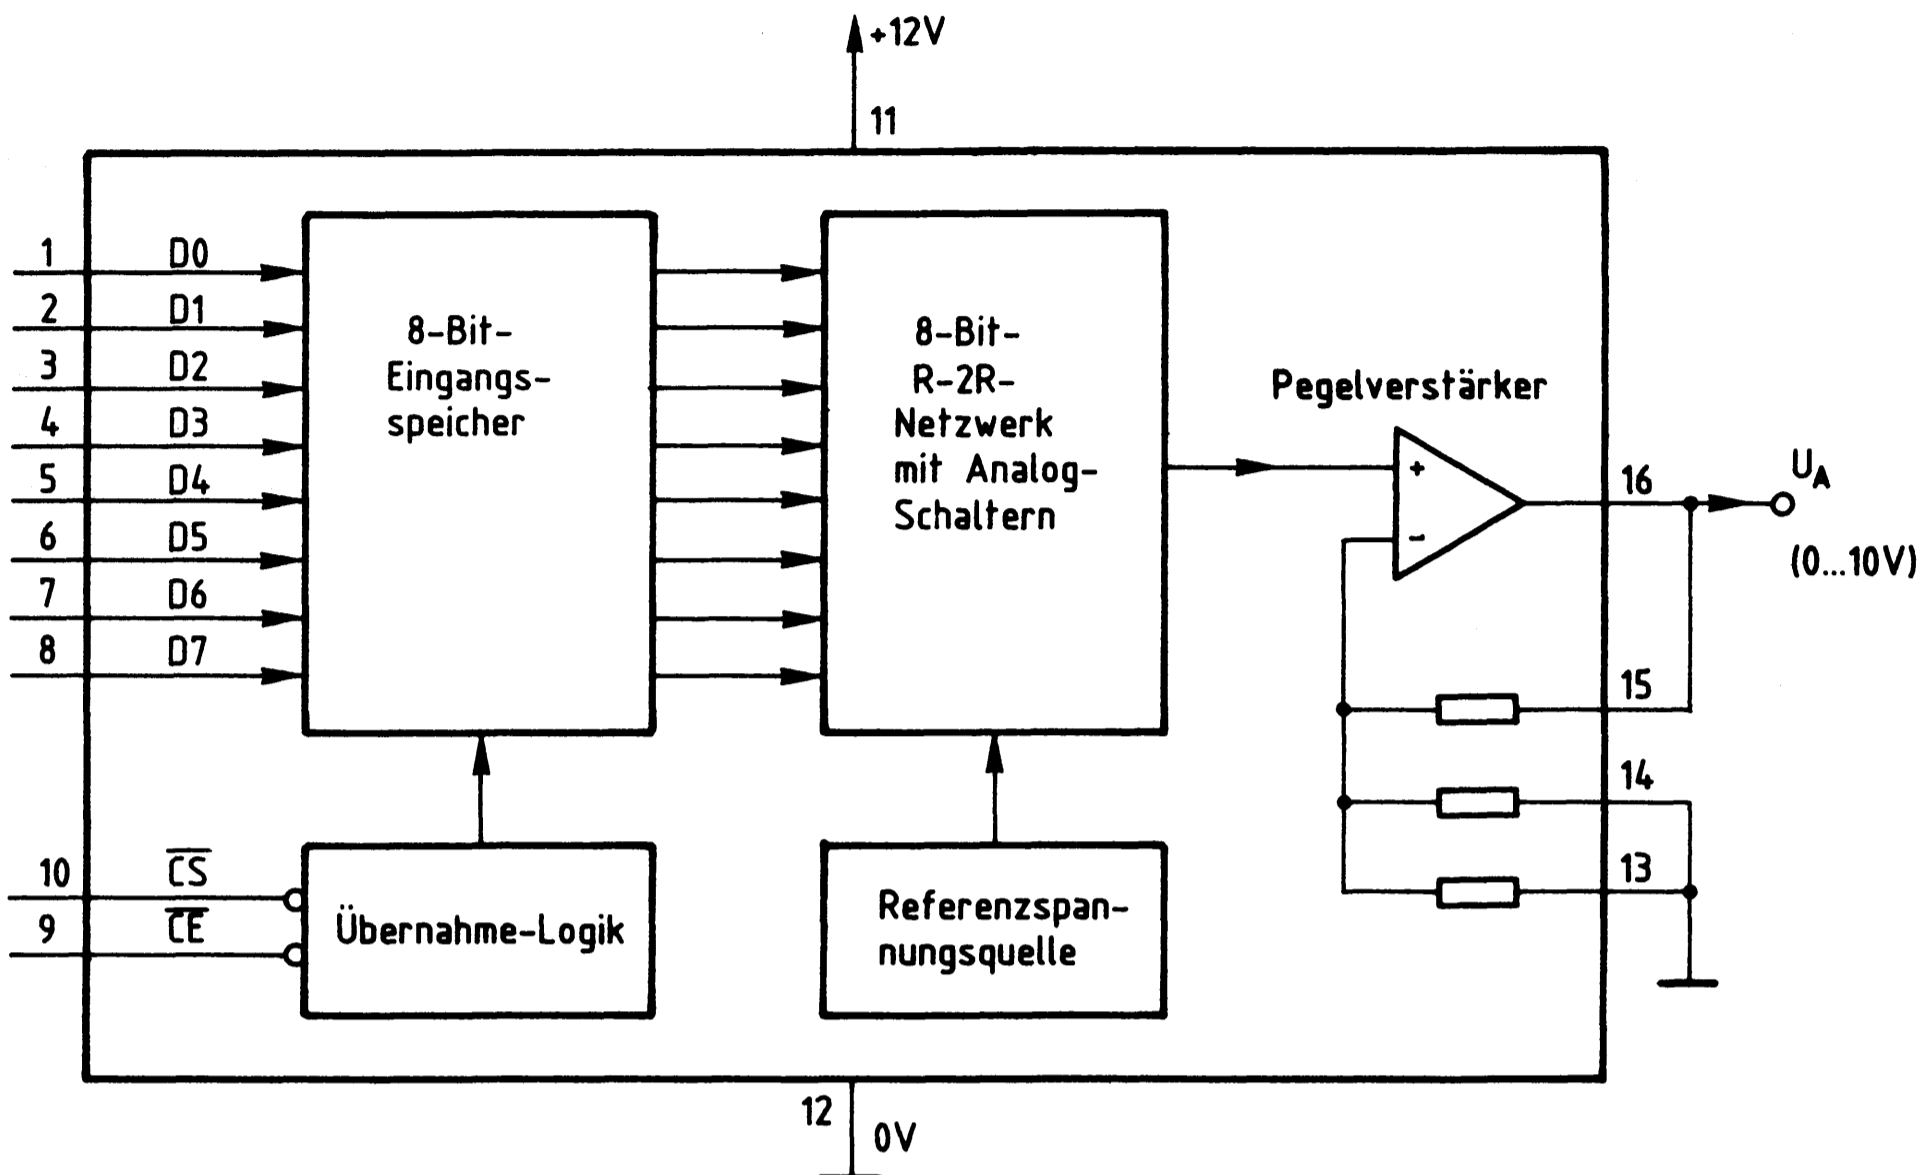 +12V
11
1 D0
2 D1
3 D2
4 D3
5 D4
6 D5
7 D6
8 D7
8-Bit-
Eingangs-
speicher
8-Bit-
R-2R-
Netzwerk
mit Analog-
Schaltern
Pegelverstärker
+
-
16
U_A
(0...10V)
15
14
13
10 C̅S̅
9 C̅E̅
Übernahme-Logik
Referenzspan-
nungsquelle
12
0V